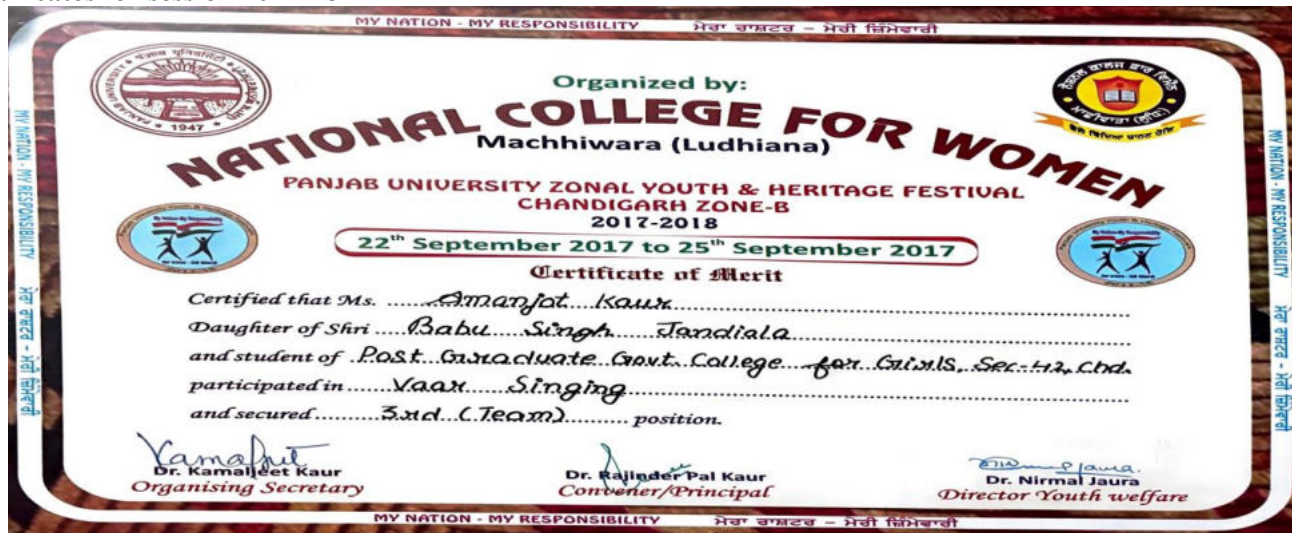 MY NATION - MY RESPONSIBILITY ਮੇਰਾ ਰਾਸ਼ਟਰ – ਮੇਰੀ ਜ਼ਿੰਮੇਵਾਰੀ
1947
Organized by:
NATIONAL COLLEGE FOR WOMEN
Machhiwara (Ludhiana)
PANJAB UNIVERSITY ZONAL YOUTH & HERITAGE FESTIVAL
CHANDIGARH ZONE-B
2017-2018
22th September 2017 to 25th September 2017
Certificate of Merit
Certified that Ms. Amanjot Kaur
Daughter of Shri Babu Singh Jandiala
and student of Post Graduate Govt. College for Girls, Sec-42, Chd.
participated in Vaar Singing
and secured 3rd (Team) position.
Dr. Kamaljeet Kaur
Organising Secretary
Dr. Rajinder Pal Kaur
Convener/Principal
Dr. Nirmal Jaura
Director Youth welfare
MY NATION - MY RESPONSIBILITY ਮੇਰਾ ਰਾਸ਼ਟਰ – ਮੇਰੀ ਜ਼ਿੰਮੇਵਾਰੀ
MY NATION - MY RESPONSIBILITY ਮੇਰਾ ਰਾਸ਼ਟਰ – ਮੇਰੀ ਜ਼ਿੰਮੇਵਾਰੀ
MY NATION - MY RESPONSIBILITY ਮੇਰਾ ਰਾਸ਼ਟਰ – ਮੇਰੀ ਜ਼ਿੰਮੇਵਾਰੀ